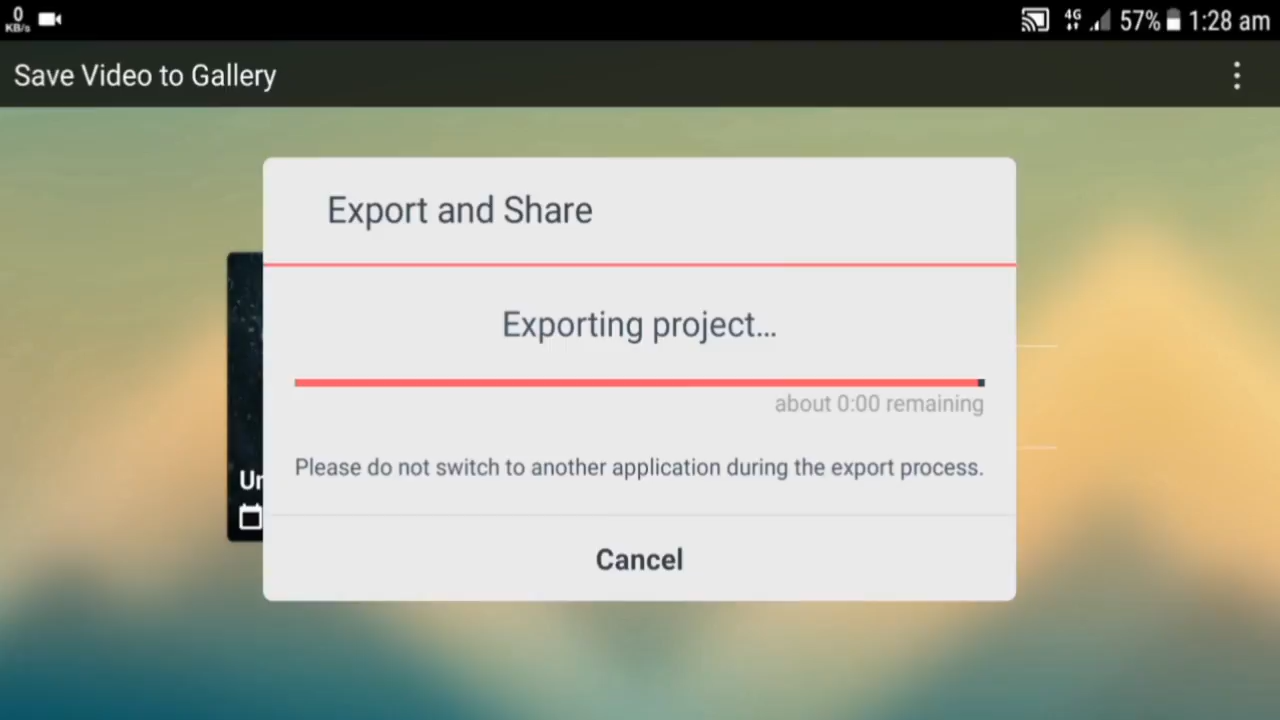 0
KB/s
4G 57% 1:28 am
Save Video to Gallery
Export and Share
Exporting project...
about 0:00 remaining
Please do not switch to another application during the export process.
Ur
Cancel